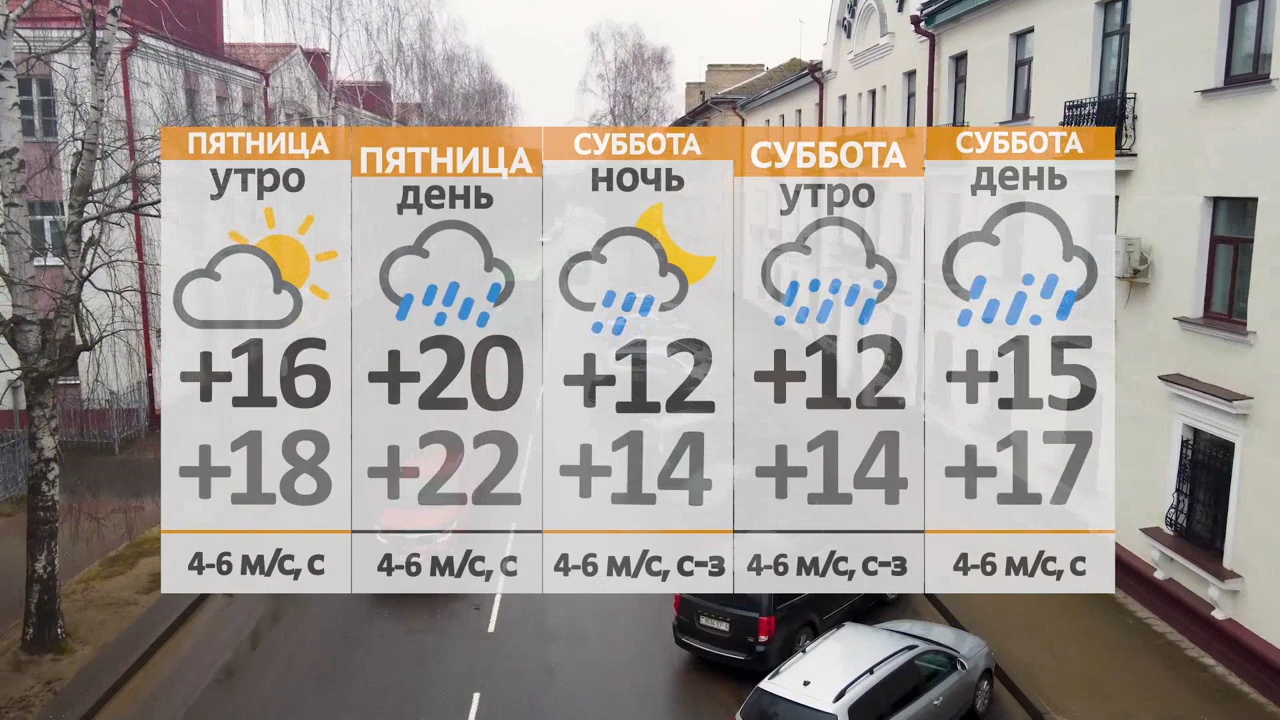 ПЯТНИЦА
утро
+16
+18
4-6 м/с, с
ПЯТНИЦА
день
+20
+22
4-6 м/с, с
СУББОТА
ночь
+12
+14
4-6 м/с, с-з
СУББОТА
утро
+12
+14
4-6 м/с, с-з
СУББОТА
день
+15
+17
4-6 м/с, с